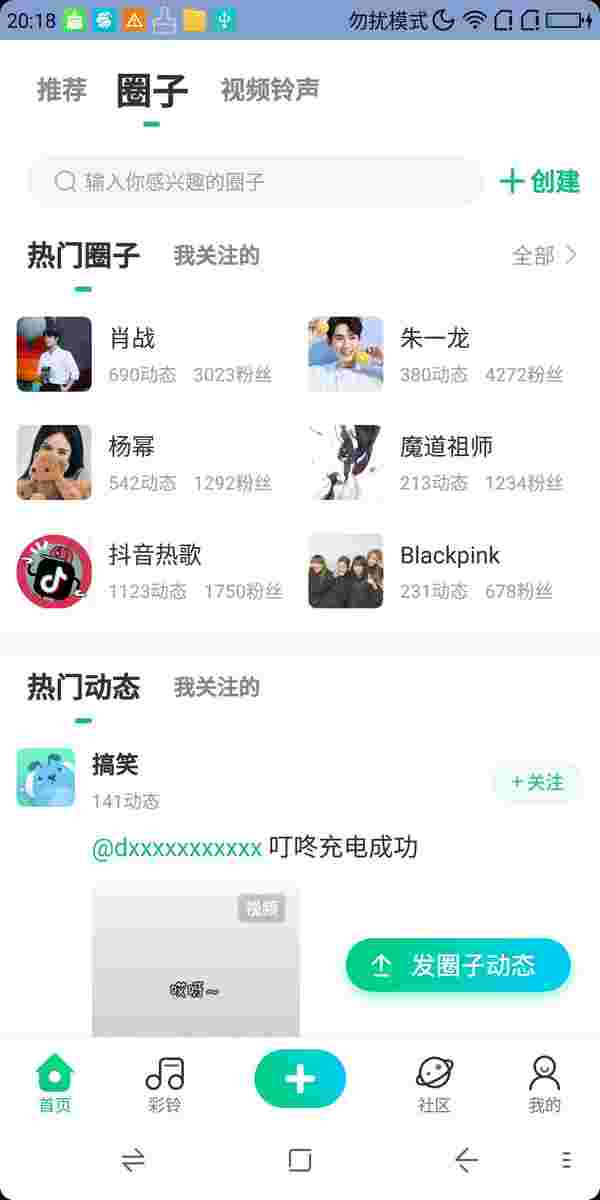 20:18 勿扰模式
推荐 圈子 视频铃声
输入你感兴趣的圈子 创建
热门圈子 我关注的 全部
肖战 朱一龙
690动态 3023粉丝 380动态 4272粉丝
杨幂 魔道祖师
542动态 1292粉丝 213动态 1234粉丝
抖音热歌 Blackpink
1123动态 1750粉丝 231动态 678粉丝
热门动态 我关注的
搞笑
141动态 +关注
@dxxxxxxxxxxx 叮咚充电成功
视频
哎呀~
发圈子动态
首页 彩铃 社区 我的